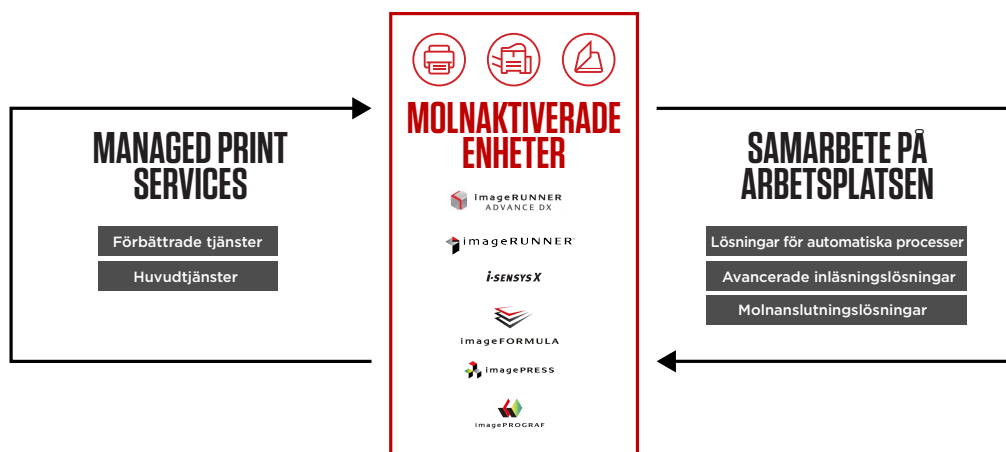 MANAGED PRINT
SERVICES
Förbättrade tjänster
Huvudtjänster
MOLNAKTIVERADE
ENHETER
imageRUNNER
ADVANCE DX
imageRUNNER
i-SENSYS X
imageFORMULA
imagePRESS
imagePROGRAF
SAMARBETE PÅ
ARBETSPLATSEN
Lösningar för automatiska processer
Avancerade inläsningslösningar
Molnanslutningslösningar